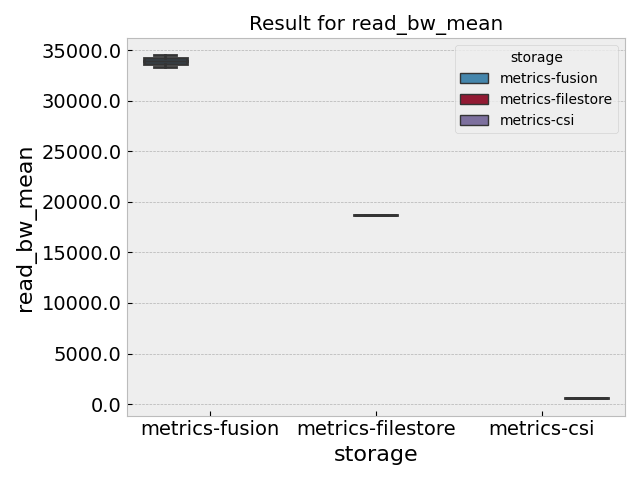 Result for read_bw_mean
35000.0
30000.0
25000.0
20000.0
15000.0
10000.0
5000.0
0.0
read_bw_mean
storage
metrics-fusion
metrics-filestore
metrics-csi
metrics-fusion metrics-filestore metrics-csi
storage